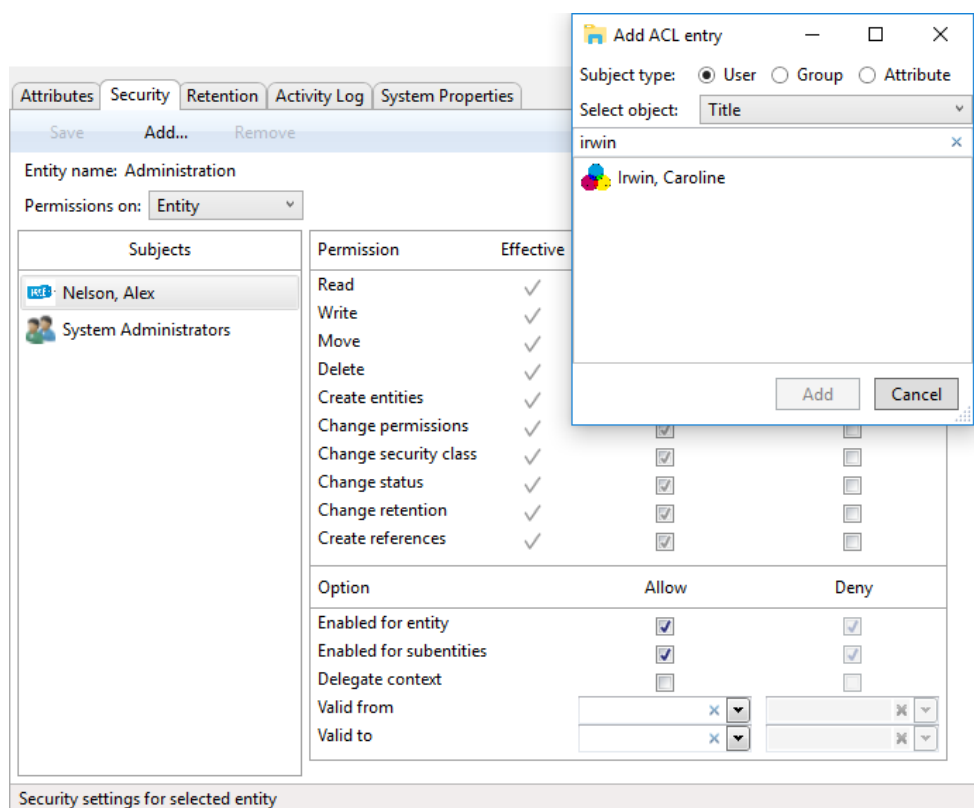 Add ACL entry
Subject type: User Group Attribute
Select object: Title
irwin
Irwin, Caroline
Add Cancel
Attributes Security Retention Activity Log System Properties
Save Add... Remove
Entity name: Administration
Permissions on: Entity
Subjects
Nelson, Alex
System Administrators
Permission Effective
Read
Write
Move
Delete
Create entities
Change permissions
Change security class
Change status
Change retention
Create references
Option Allow Deny
Enabled for entity
Enabled for subentities
Delegate context
Valid from
Valid to
Security settings for selected entity